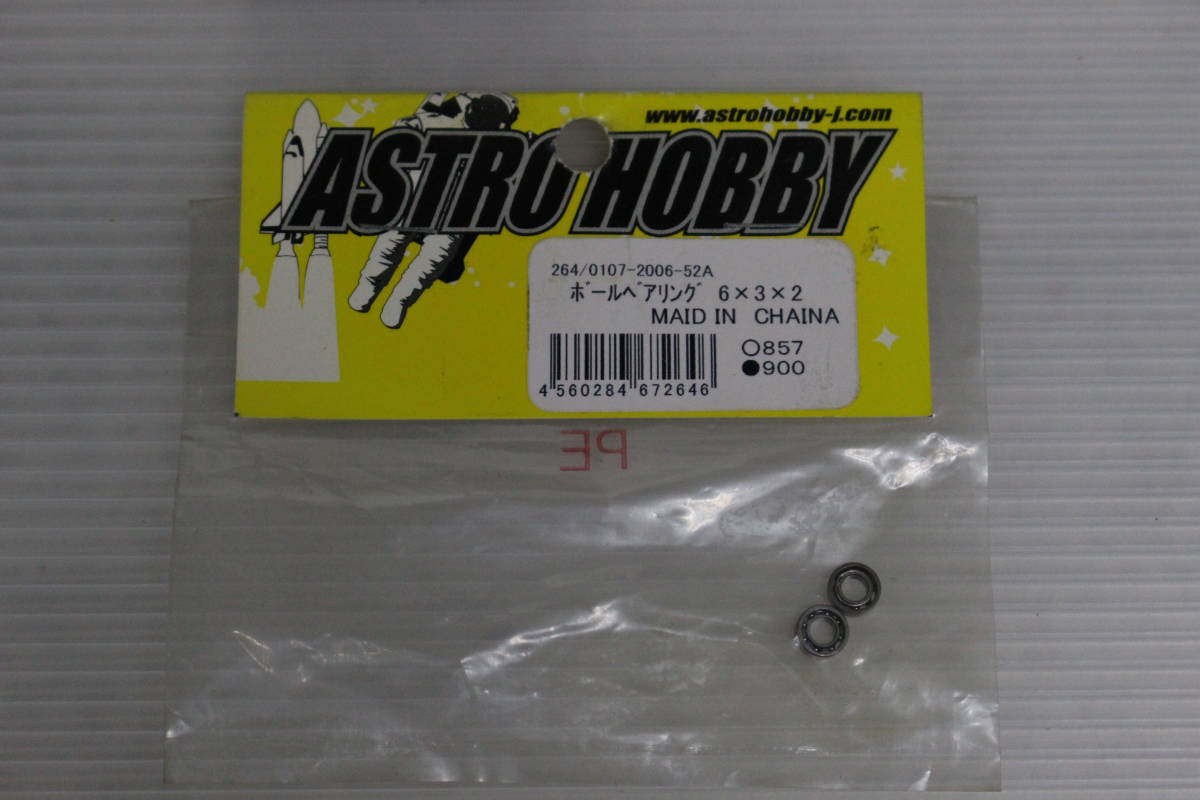 www.astrohobby-j.com
ASTRO HOBBY
264/0107-2006-52A
ﾎﾞｰﾙﾍﾞｱﾘﾝｸﾞ 6×3×2
MAID IN CHAINA
○857
●900
4 560284 672646
PE